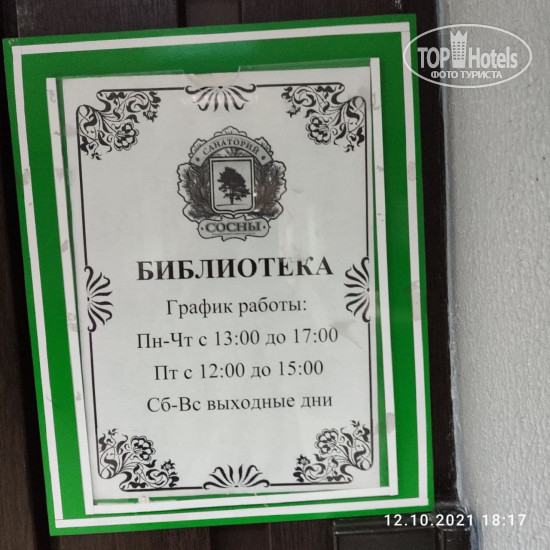 TOP Hotels
ФОТО ТУРИСТА
САНАТОРИЙ
СОСНЫ
БИБЛИОТЕКА
График работы:
Пн-Чт с 13:00 до 17:00
Пт с 12:00 до 15:00
Сб-Вс выходные дни
12.10.2021 18:17